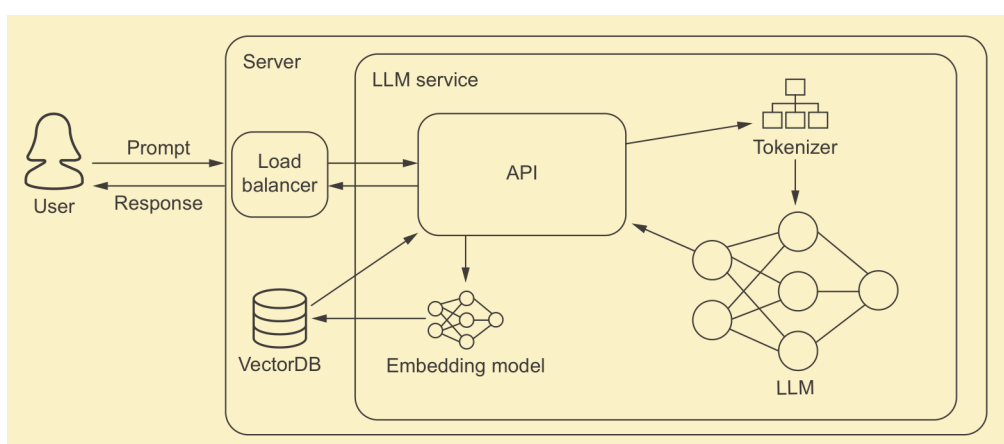 Server
LLM service
User
Prompt
Response
Load
balancer
API
Tokenizer
VectorDB
Embedding model
LLM